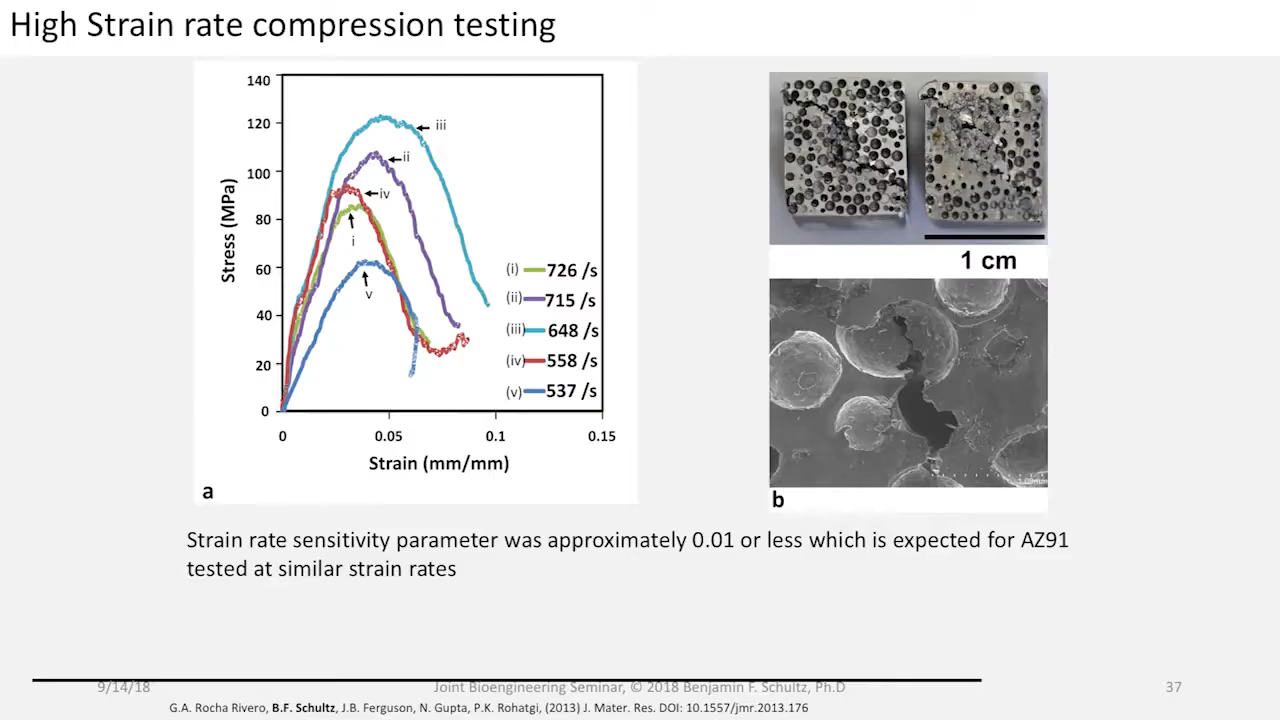 High Strain rate compression testing
140
120
100
80
60
40
20
0
Stress (MPa)
0 0.05 0.1 0.15
Strain (mm/mm)
iii
ii
iv
i
v
(i) 726 /s
(ii) 715 /s
(iii) 648 /s
(iv) 558 /s
(v) 537 /s
a
1 cm
b
Strain rate sensitivity parameter was approximately 0.01 or less which is expected for AZ91
tested at similar strain rates
9/14/18 Joint Bioengineering Seminar, © 2018 Benjamin F. Schultz, Ph.D 37
G.A. Rocha Rivero, B.F. Schultz, J.B. Ferguson, N. Gupta, P.K. Rohatgi, (2013) J. Mater. Res. DOI: 10.1557/jmr.2013.176